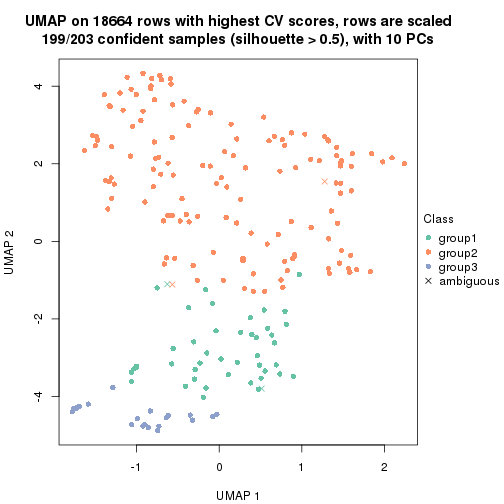 UMAP on 18664 rows with highest CV scores, rows are scaled
199/203 confident samples (silhouette > 0.5), with 10 PCs
4
2
0
-2
-4
UMAP 2
-1
0
1
2
UMAP 1
Class
group1
group2
group3
ambiguous